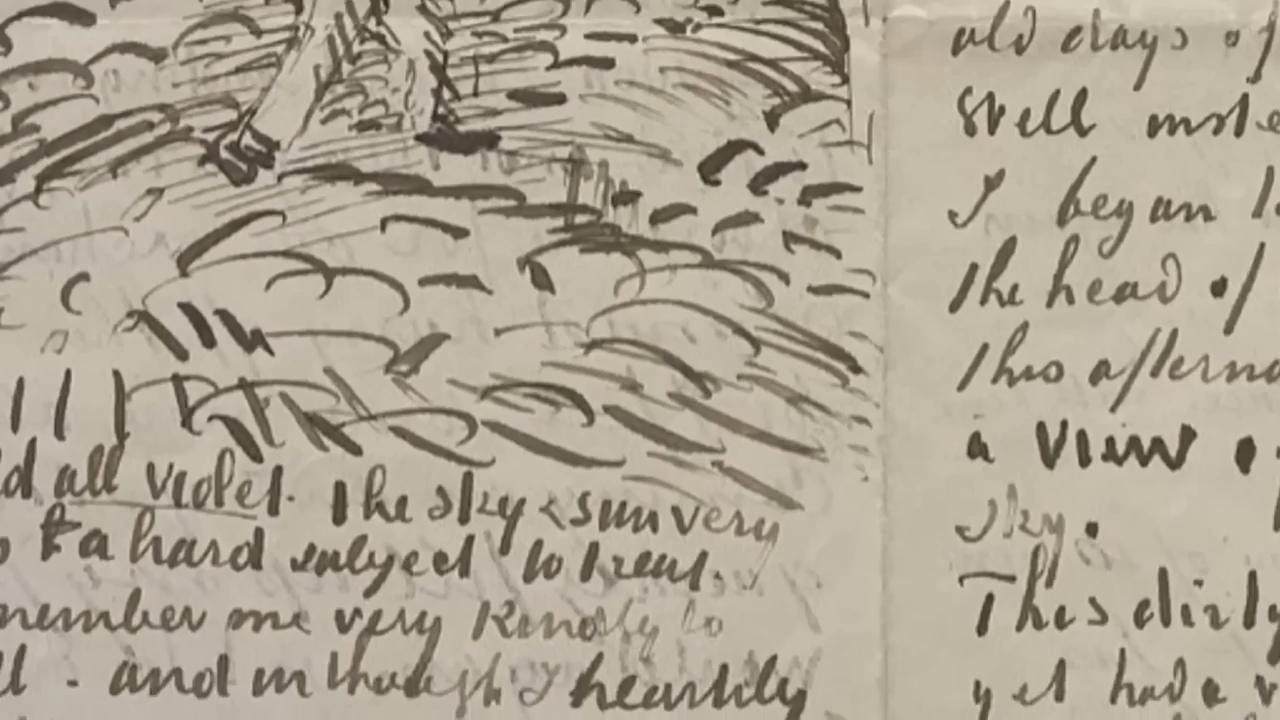 d all violet. The sky & sun very
a hard subject to treat.
member me very Kindly to
and in thought I heartily
old days of
Well
I began
the head of
this afterno
a view o
sky.
This dirty
yet had a v